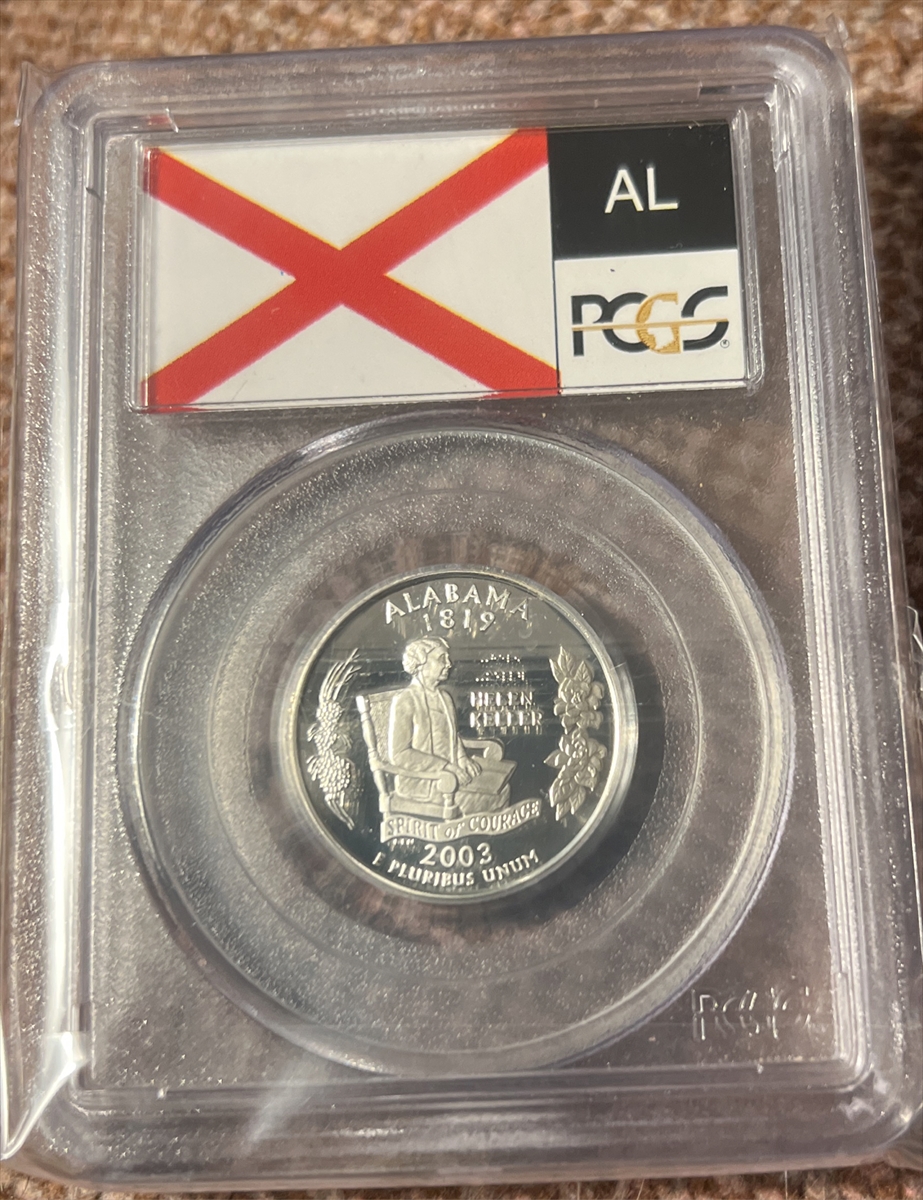 AL
PCGS®
ALABAMA
1819
HELEN
KELLER
SPIRIT of COURAGE
2003
E PLURIBUS UNUM
PCGS